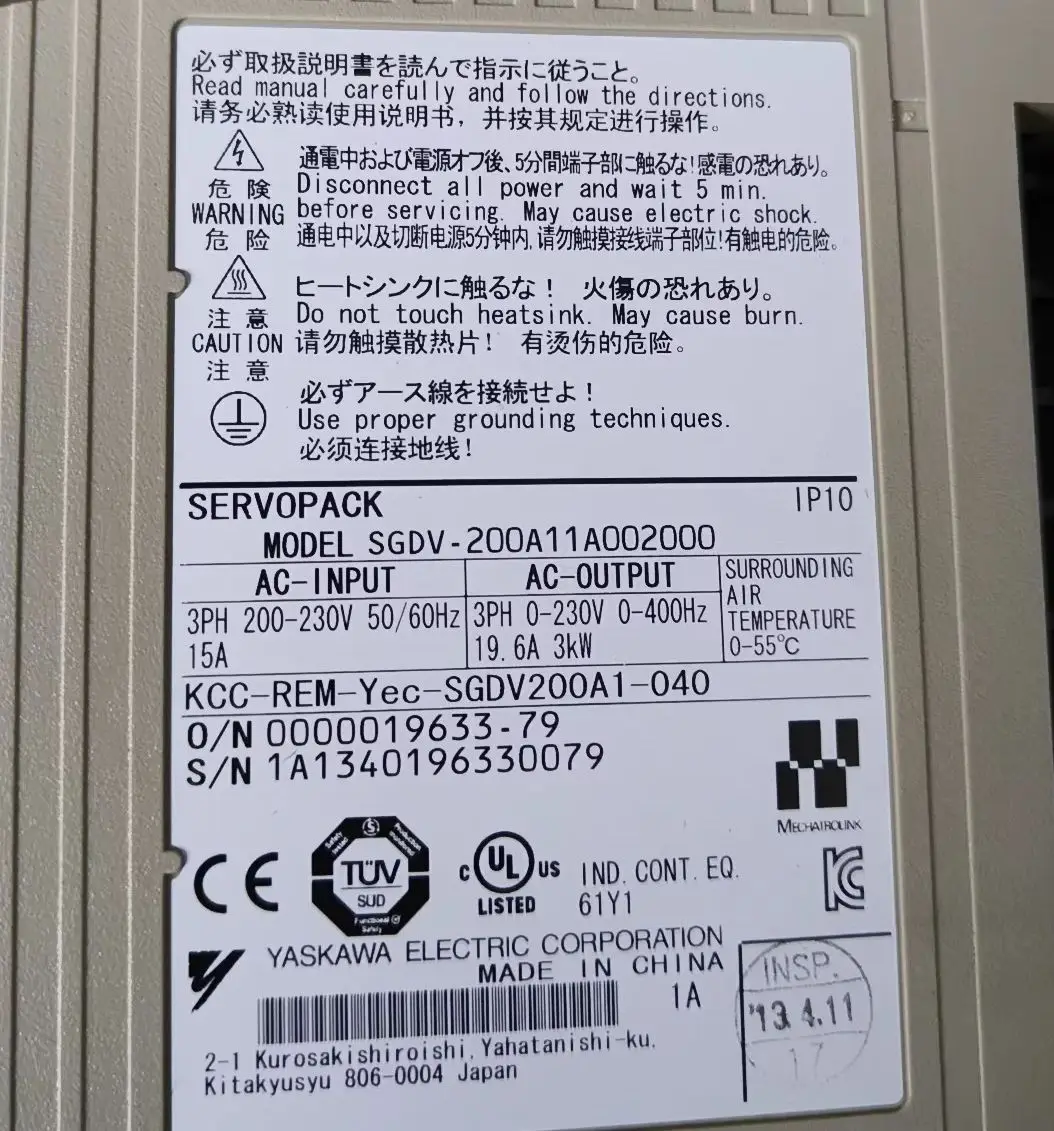 必ず取扱説明書を読んで指示に従うこと。
Read manual carefully and follow the directions.
请务必熟读使用说明书，并按其规定进行操作。
危 険
WARNING
危 险
通電中および電源オフ後、5分間端子部に触るな!感電の恐れあり。
Disconnect all power and wait 5 min.
before servicing. May cause electric shock.
通电中以及切断电源5分钟内,请勿触摸接线端子部位!有触电的危险。
注 意
CAUTION
注 意
ヒートシンクに触るな！ 火傷の恐れあり。
Do not touch heatsink. May cause burn.
请勿触摸散热片！ 有烫伤的危险。
必ずアース線を接続せよ！
Use proper grounding techniques.
必须连接地线！
SERVOPACK IP10
MODEL SGDV-200A11A002000
AC-INPUT
3PH 200-230V 50/60Hz
15A
AC-OUTPUT
3PH 0-230V 0-400Hz
19.6A 3kW
SURROUNDING
AIR
TEMPERATURE
0-55℃
KCC-REM-Yec-SGDV200A1-040
O/N 0000019633-79
S/N 1A1340196330079
MECHATROLINK
CE
Safety tested
Production monitored
TÜV
SUD
Functional Safety
C UL US
LISTED
IND. CONT. EQ.
61Y1
YASKAWA ELECTRIC CORPORATION
MADE IN CHINA
1A
INSP.
'13.4.11
17
2-1 Kurosakishiroishi,Yahatanishi-ku.
Kitakyusyu 806-0004 Japan